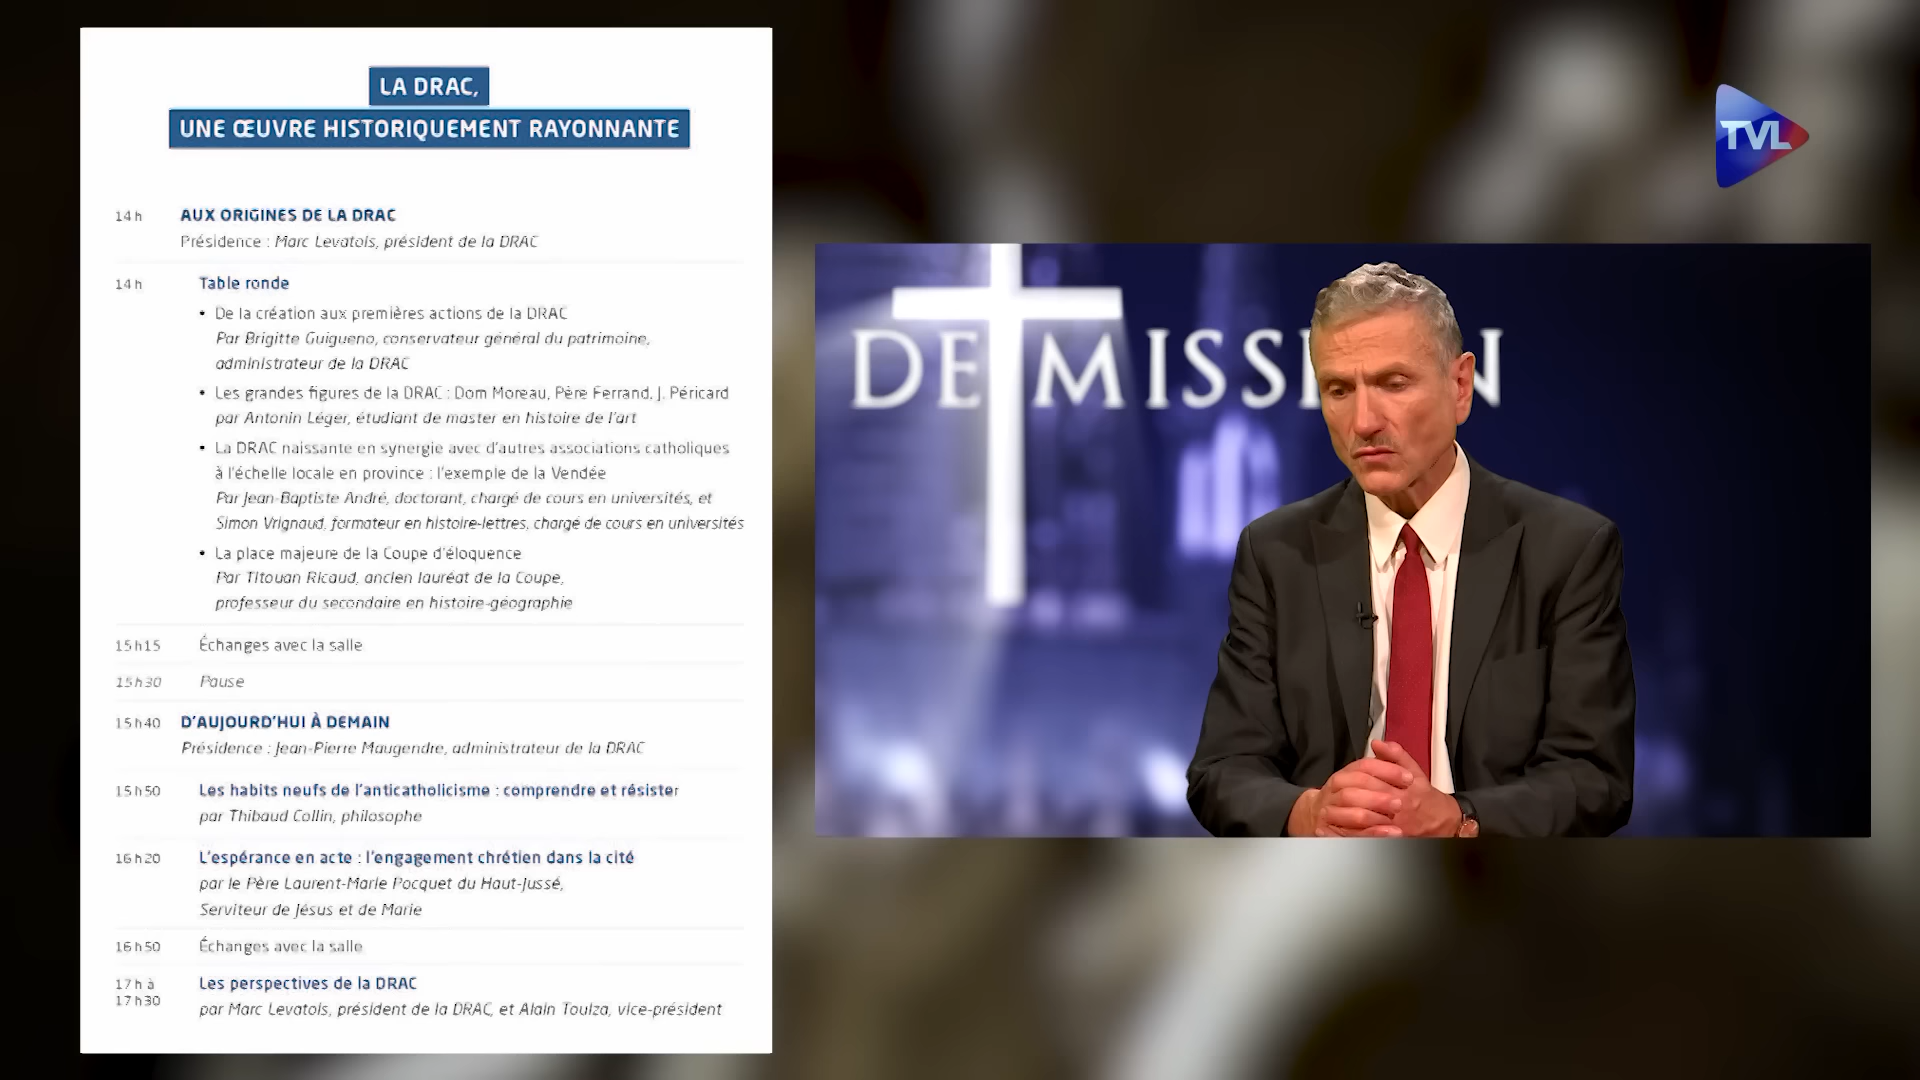 LA DRAC,
UNE ŒUVRE HISTORIQUEMENT RAYONNANTE
14 h AUX ORIGINES DE LA DRAC
Présidence : Marc Levatois, président de la DRAC
14 h Table ronde
• De la création aux premières actions de la DRAC
Par Brigitte Guigueno, conservateur général du patrimoine,
administrateur de la DRAC
• Les grandes figures de la DRAC : Dom Moreau, Père Ferrand, J. Péricard
par Antonin Léger, étudiant de master en histoire de l'art
• La DRAC naissante en synergie avec d'autres associations catholiques
à l'échelle locale en province : l'exemple de la Vendée
Par Jean-Baptiste André, doctorant, chargé de cours en universités, et
Simon Vrignaud, formateur en histoire-lettres, chargé de cours en universités
• La place majeure de la Coupe d'éloquence
Par Titouan Ricaud, ancien lauréat de la Coupe,
professeur du secondaire en histoire-géographie
15 h 15 Échanges avec la salle
15 h 30 Pause
15 h 40 D'AUJOURD'HUI À DEMAIN
Présidence : Jean-Pierre Maugendre, administrateur de la DRAC
15 h 50 Les habits neufs de l'anticatholicisme : comprendre et résister
par Thibaud Collin, philosophe
16 h 20 L'espérance en acte : l'engagement chrétien dans la cité
par le Père Laurent-Marie Pocquet du Haut-Jussé,
Serviteur de Jésus et de Marie
16 h 50 Échanges avec la salle
17 h à
17 h 30
Les perspectives de la DRAC
par Marc Levatois, président de la DRAC, et Alain Toulza, vice-président
TVL
DE MISSI N